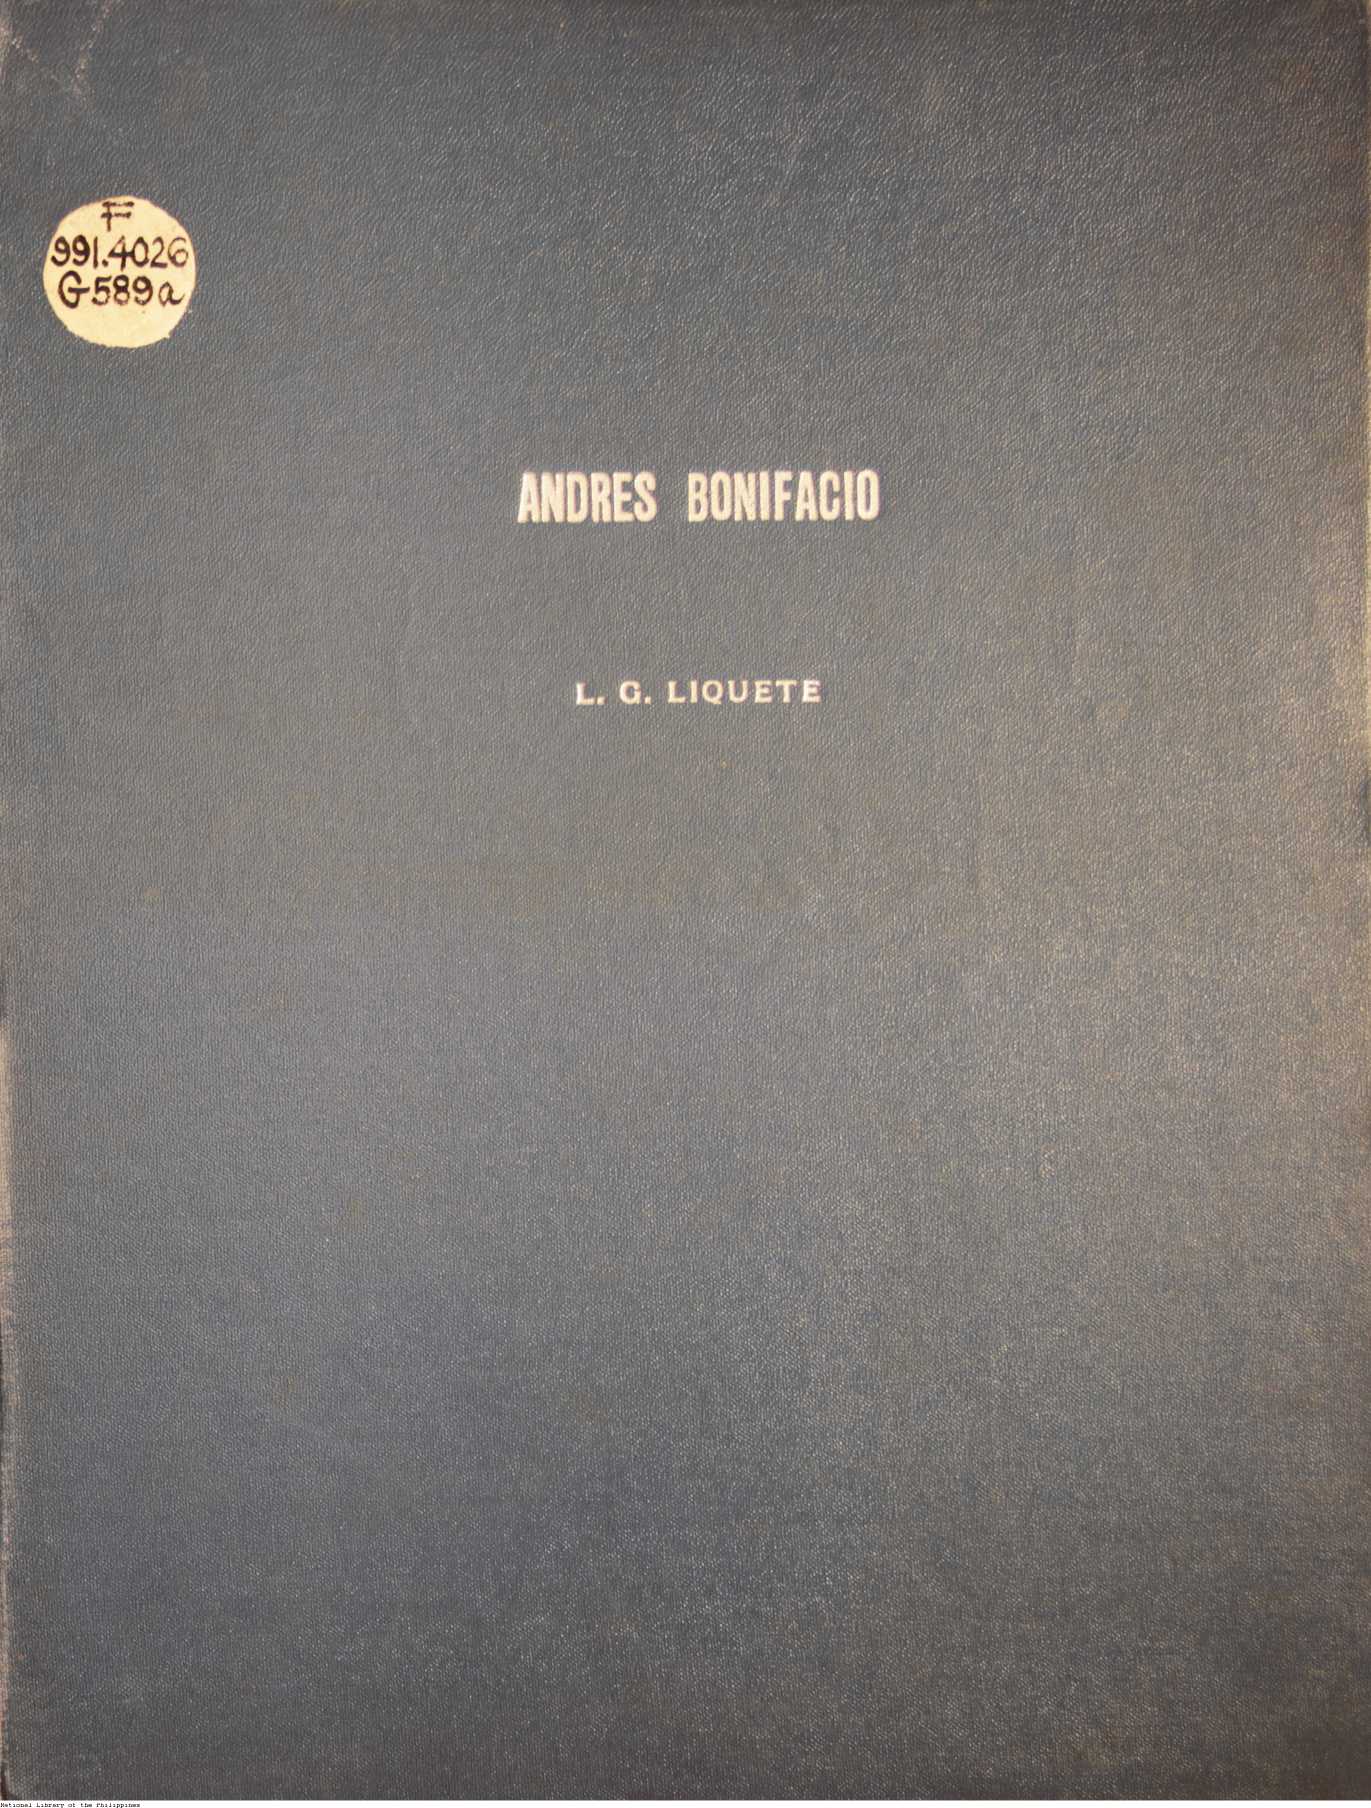 F
991.4026
G589a
ANDRES BONIFACIO
L. G. LIQUETE
National Library of the Philippines